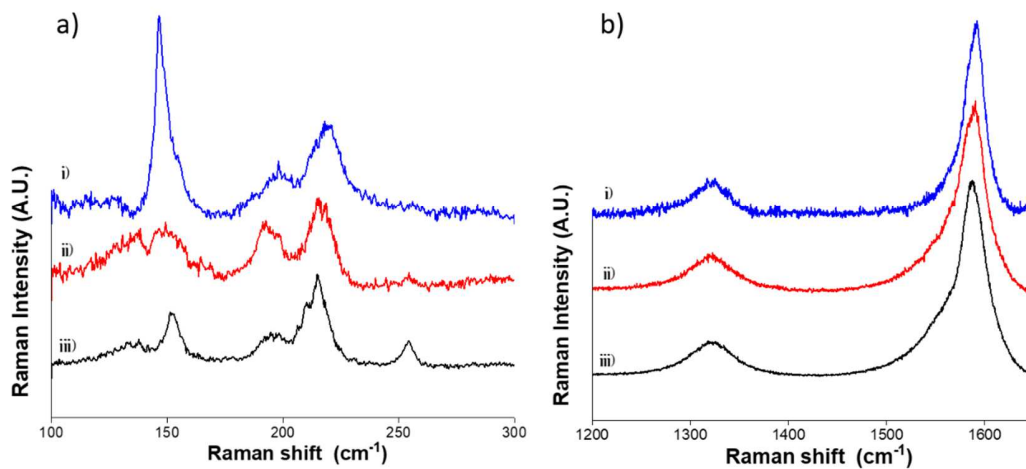 a)
i)
ii)
iii)
Raman Intensity (A.U.)
100 150 200 250 300
Raman shift (cm-1)
b)
i)
ii)
iii)
Raman Intensity (A.U.)
1200 1300 1400 1500 1600
Raman shift (cm-1)